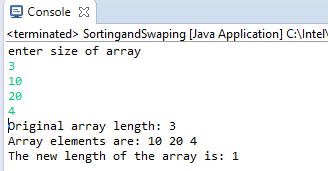 Console
<terminated> SortingandSwaping [Java Application] C:\Intel\
enter size of array
3
10
20
4
Original array length: 3
Array elements are: 10 20 4
The new length of the array is: 1